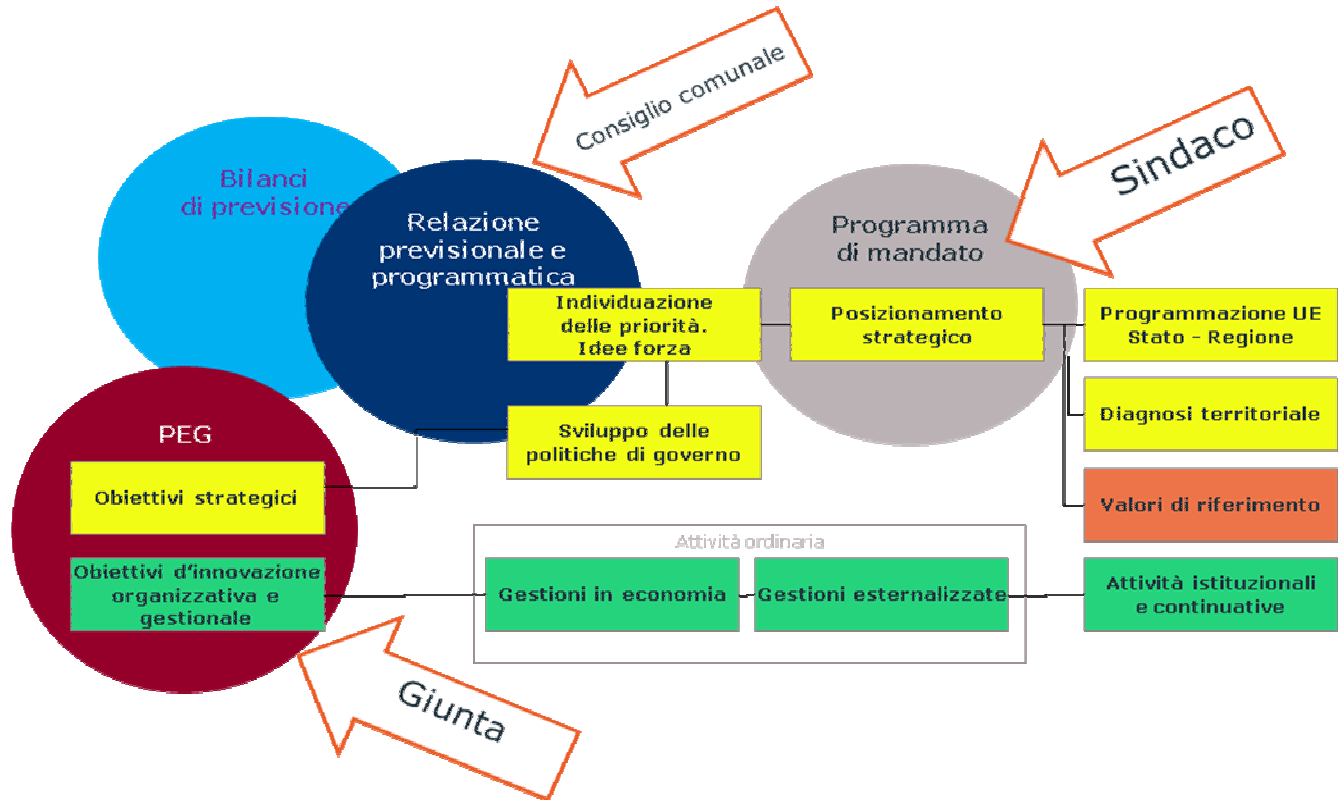 Consiglio comunale
Sindaco
Bilanci
di previsione
Relazione
previsionale e
programmatica
Programma
di mandato
Individuazione
delle priorità.
Idee forza
Posizionamento
strategico
Programmazione UE
Stato - Regione
Diagnosi territoriale
PEG
Sviluppo delle
politiche di governo
Obiettivi strategici
Valori di riferimento
Attività ordinaria
Obiettivi d'innovazione
organizzativa e
gestionale
Gestioni in economia
Gestioni esternalizzate
Attività istituzionali
e continuative
Giunta